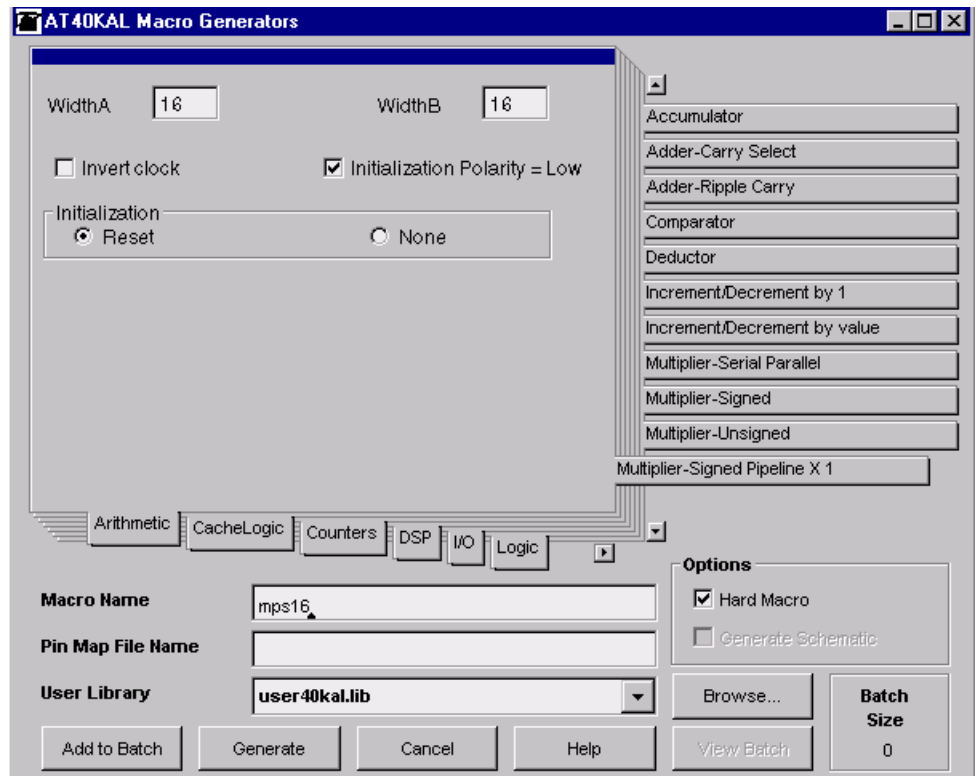 AT40KAL Macro Generators
WidthA 16 WidthB 16
Invert clock Initialization Polarity = Low
Initialization
Reset None
Accumulator
Adder-Carry Select
Adder-Ripple Carry
Comparator
Deductor
Increment/Decrement by 1
Increment/Decrement by value
Multiplier-Serial Parallel
Multiplier-Signed
Multiplier-Unsigned
Multiplier-Signed Pipeline X 1
Arithmetic CacheLogic Counters DSP I/O Logic
Options
Macro Name mps16 Hard Macro
Pin Map File Name Generate Schematic
User Library user40kal.lib Browse... Batch
Size
Add to Batch Generate Cancel Help View Batch 0